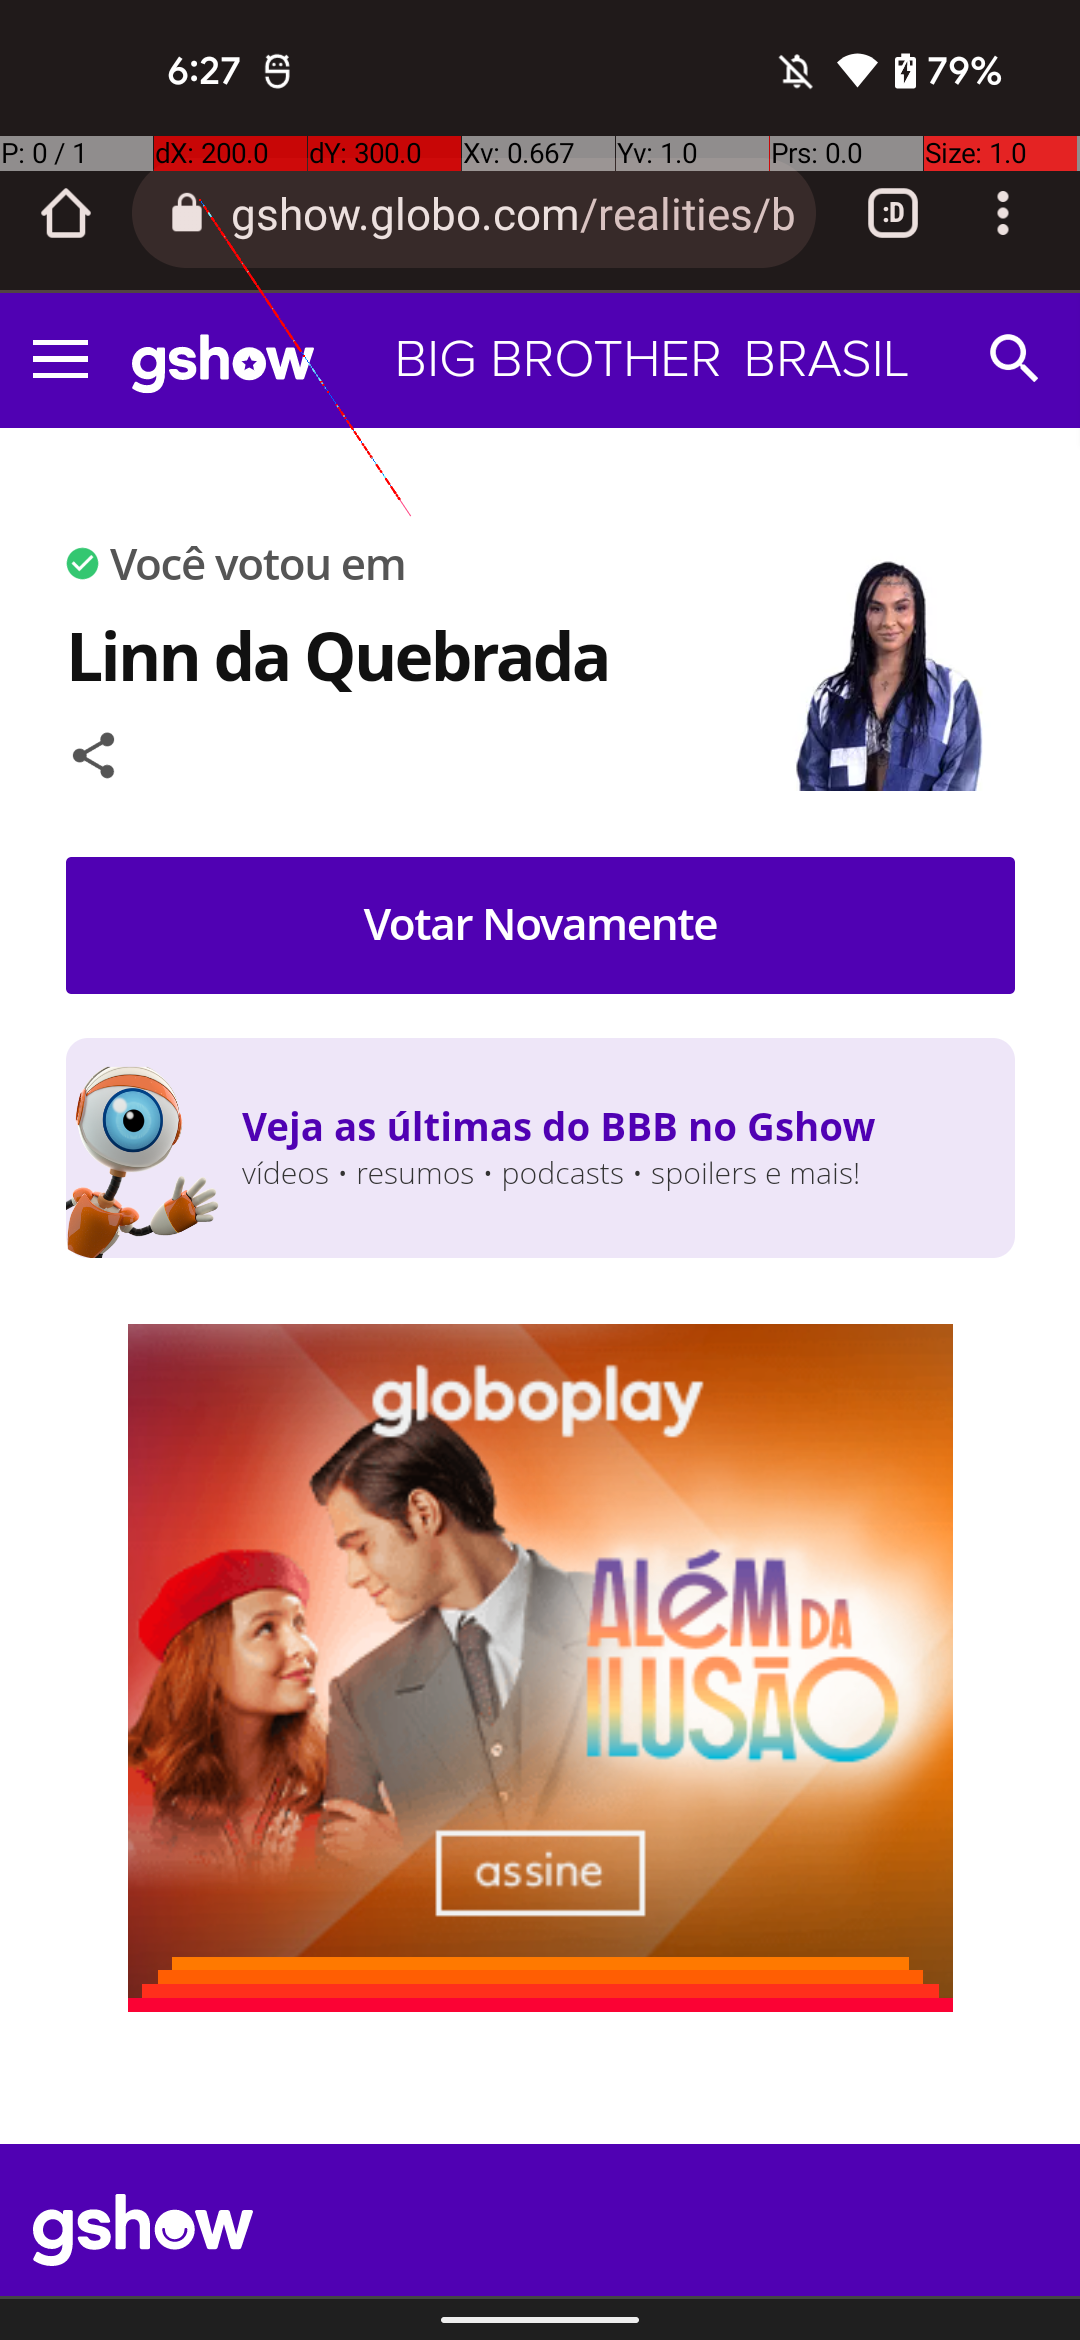 6:27
79%
P: 0 / 1
dX: 200.0
dY: 300.0
Xv: 0.667
Yv: 1.0
Prs: 0.0
Size: 1.0
gshow.globo.com/realities/b
:D
gshow
BIG BROTHER BRASIL
Você votou em
Linn da Quebrada
Votar Novamente
Veja as últimas do BBB no Gshow
vídeos • resumos • podcasts • spoilers e mais!
globoplay
ALÉM DA
ILUSÃO
assine
gshow